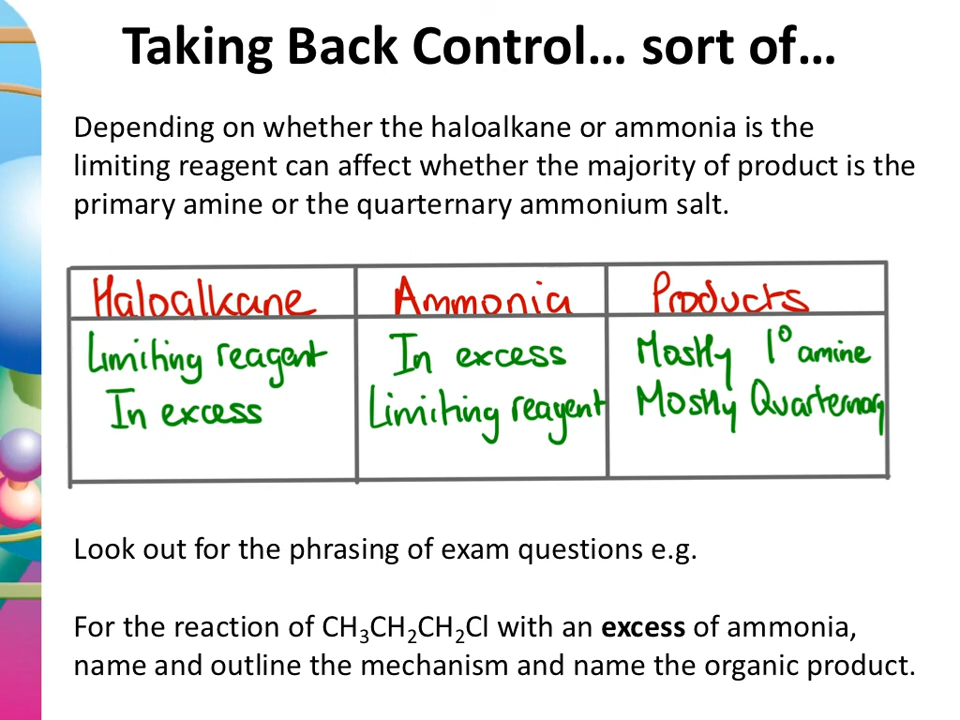 Taking Back Control… sort of…
Depending on whether the haloalkane or ammonia is the
limiting reagent can affect whether the majority of product is the
primary amine or the quarternary ammonium salt.
Haloalkane Ammonia Products
Limiting reagent In excess Mostly 1° amine
In excess Limiting reagent Mostly Quarternary
Look out for the phrasing of exam questions e.g.
For the reaction of CH₃CH₂CH₂Cl with an excess of ammonia,
name and outline the mechanism and name the organic product.